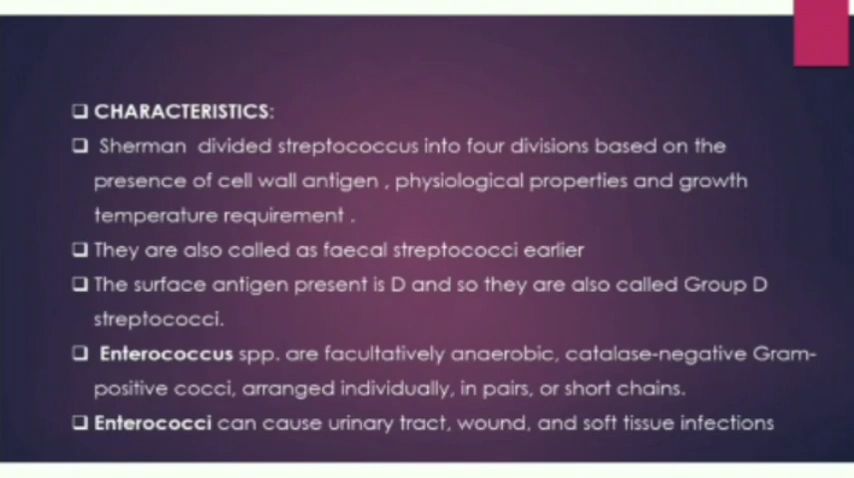 ❑ CHARACTERISTICS:
❑ Sherman divided streptococcus into four divisions based on the
presence of cell wall antigen , physiological properties and growth
temperature requirement .
❑ They are also called as faecal streptococci earlier
❑ The surface antigen present is D and so they are also called Group D
streptococci.
❑ Enterococcus spp. are facultatively anaerobic, catalase-negative Gram-
positive cocci, arranged individually, in pairs, or short chains.
❑ Enterococci can cause urinary tract, wound, and soft tissue infections